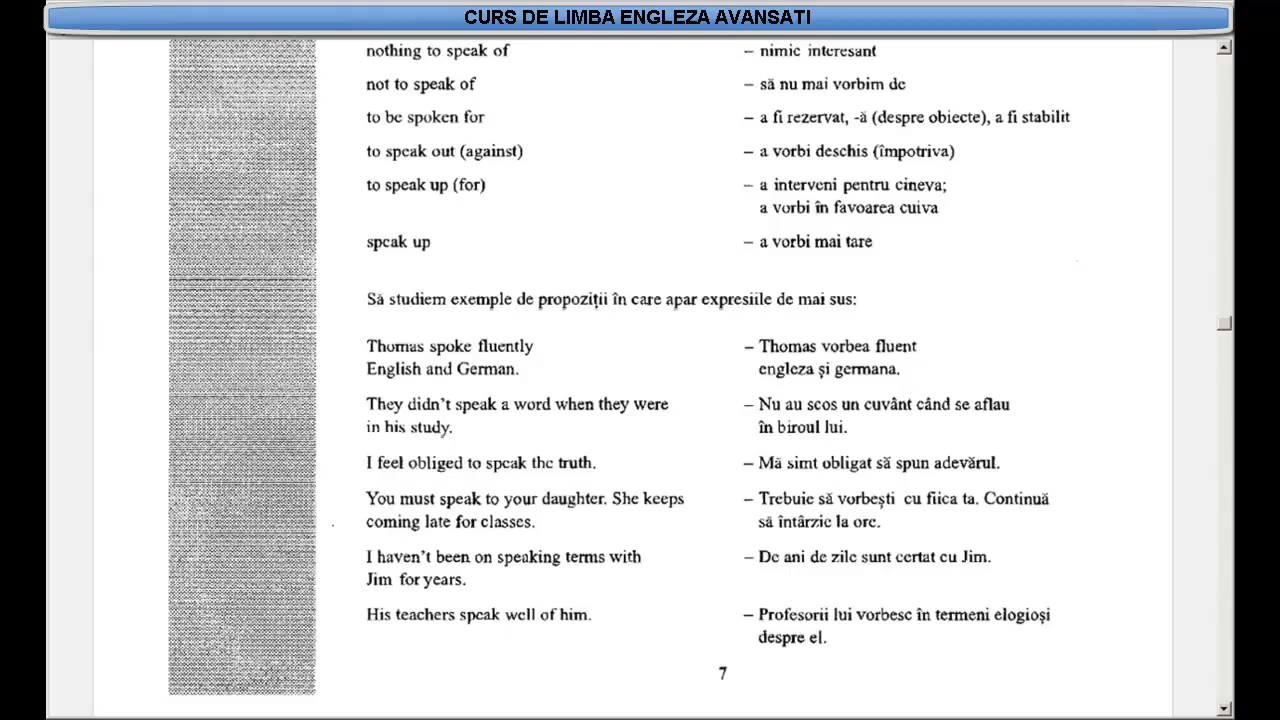 CURS DE LIMBA ENGLEZA AVANSATI
nothing to speak of – nimic interesant
not to speak of – să nu mai vorbim de
to be spoken for – a fi rezervat, -ă (despre obiecte), a fi stabilit
to speak out (against) – a vorbi deschis (împotriva)
to speak up (for) – a interveni pentru cineva;
a vorbi în favoarea cuiva
speak up – a vorbi mai tare
Să studiem exemple de propoziții în care apar expresiile de mai sus:
Thomas spoke fluently – Thomas vorbea fluent
English and German. engleza și germana.
They didn't speak a word when they were – Nu au scos un cuvânt când se aflau
in his study. în biroul lui.
I feel obliged to speak the truth. – Mă simt obligat să spun adevărul.
You must speak to your daughter. She keeps – Trebuie să vorbești cu fiica ta. Continuă
coming late for classes. să întârzie la ore.
I haven't been on speaking terms with – De ani de zile sunt certat cu Jim.
Jim for years.
His teachers speak well of him. – Profesorii lui vorbesc în termeni elogioși
despre el.
7